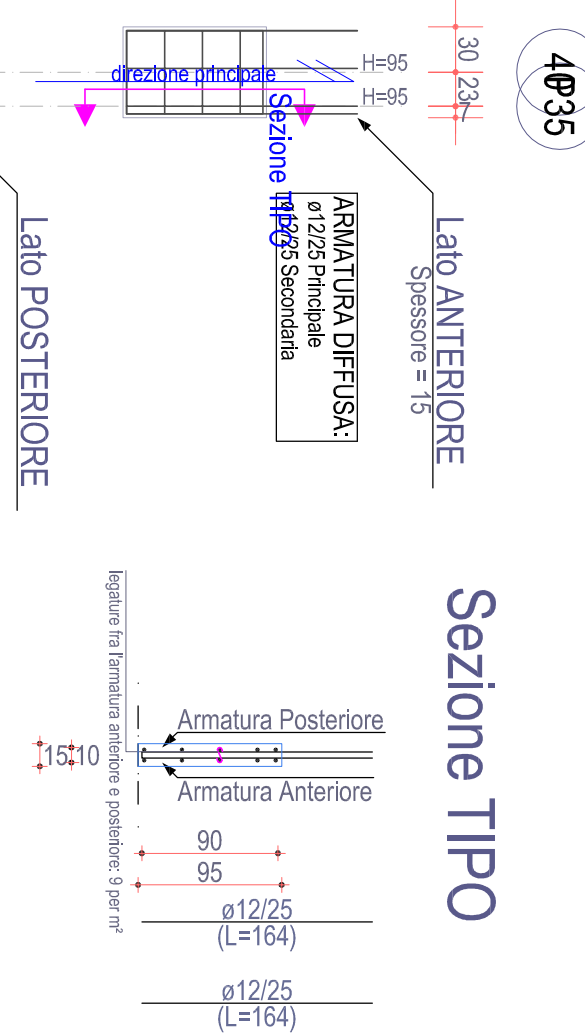 direzione principale
H=95
H=95
30
23
7
35
Sezione TIPO
ARMATURA DIFFUSA:
ø12/25 Principale
ø12/25 Secondaria
Lato ANTERIORE
Spessore = 15
Lato POSTERIORE
Sezione TIPO
legature fra l'armatura anteriore e posteriore: 9 per m²
Armatura Posteriore
15 10
Armatura Anteriore
90
95
ø12/25
(L=164)
ø12/25
(L=164)